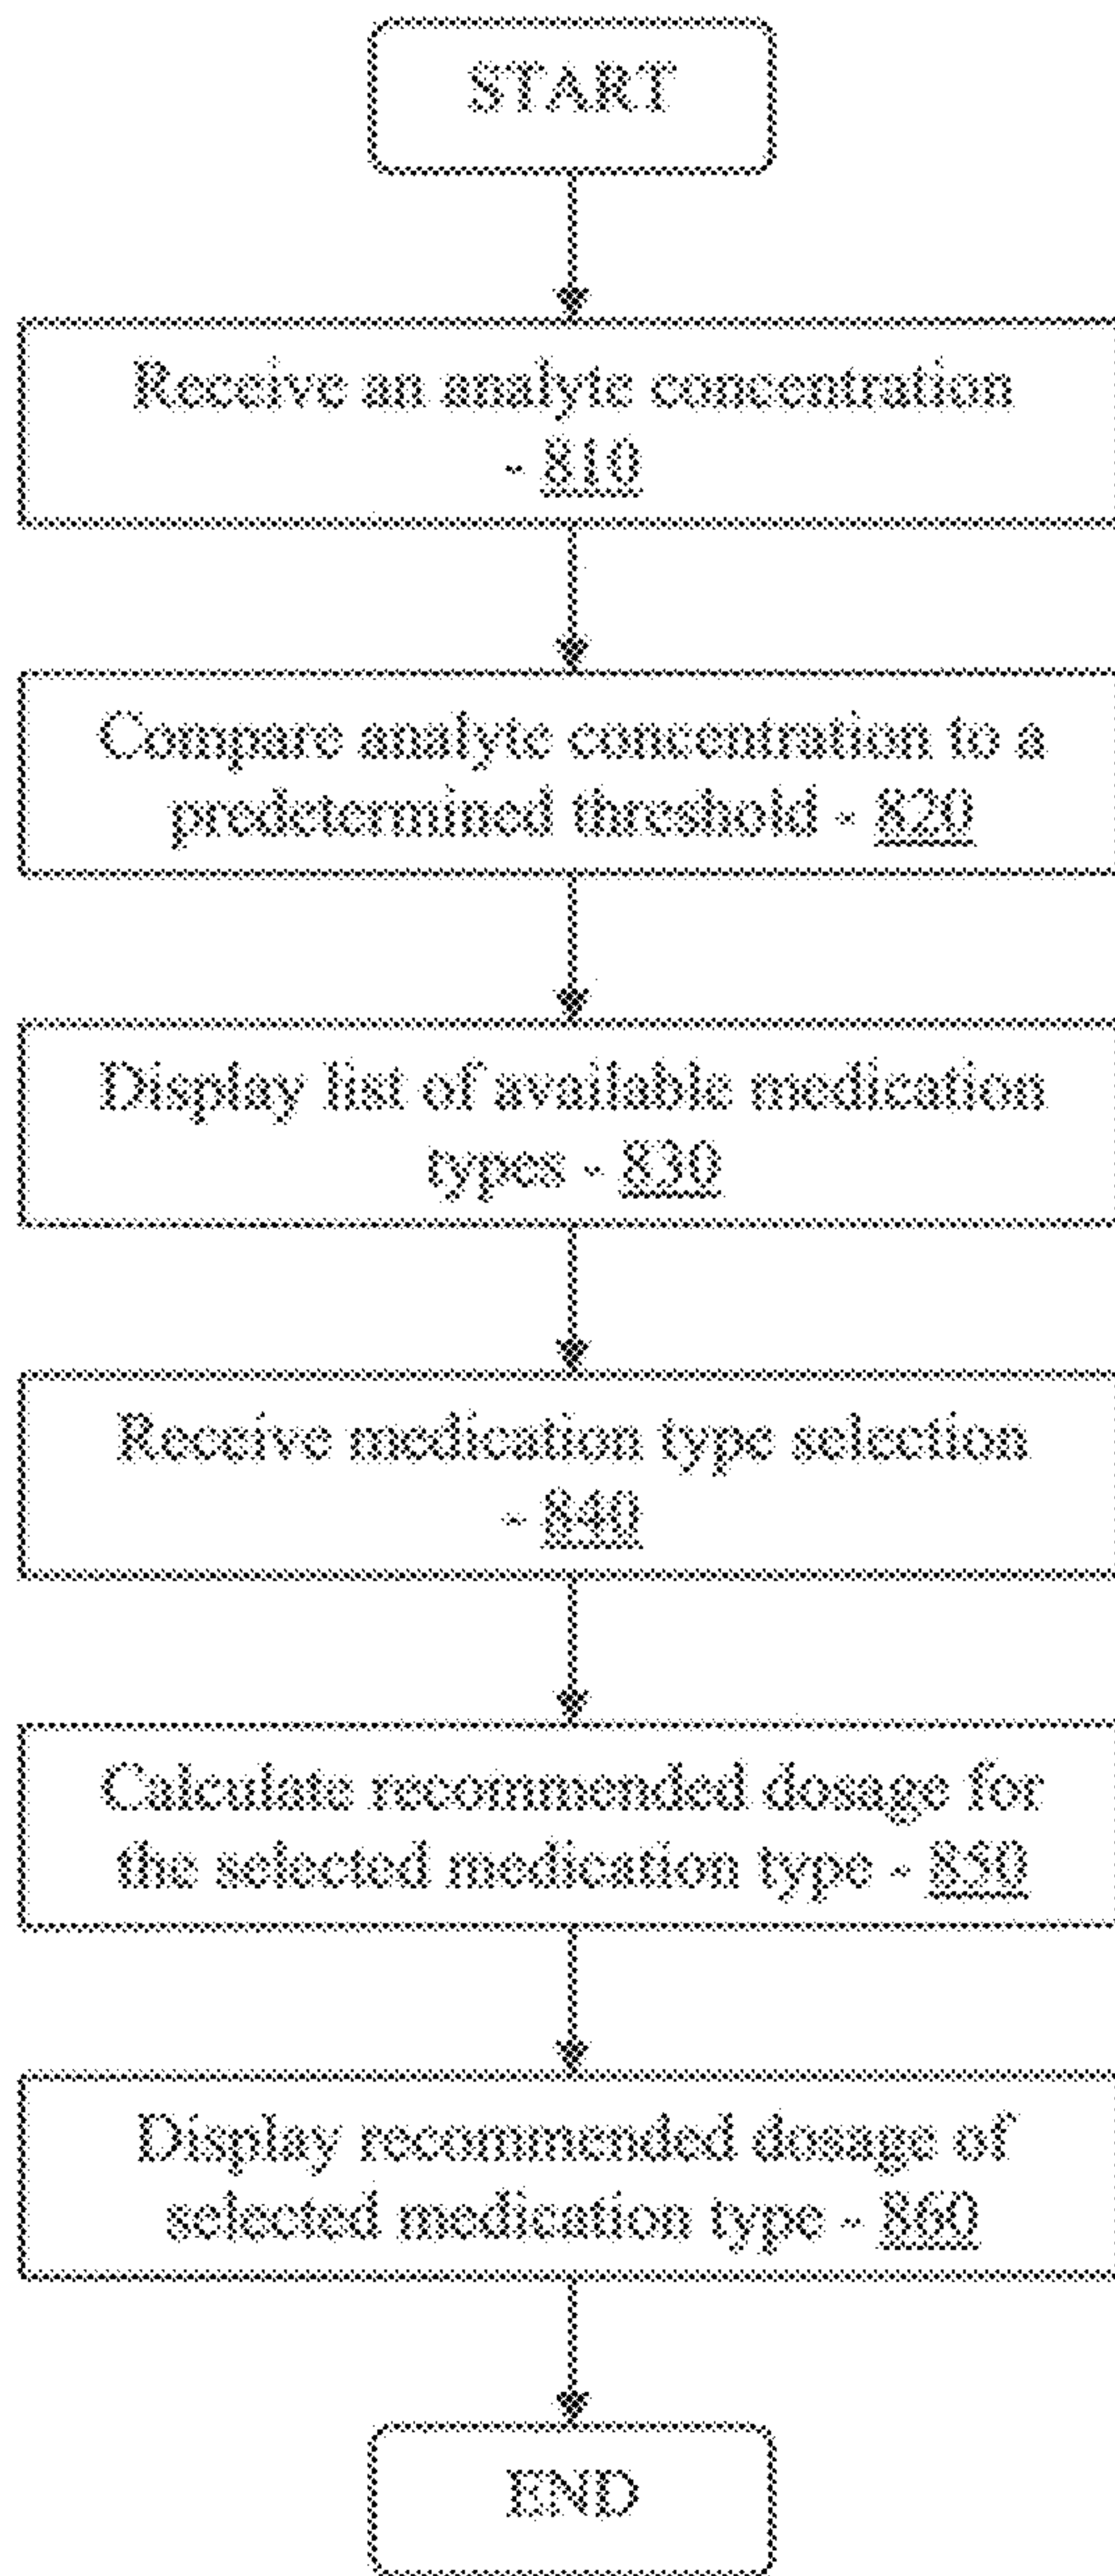 START
Receive an analyte concentration
- 810
Compare analyte concentration to a
predetermined threshold - 820
Display list of available medication
types - 830
Receive medication type selection
- 840
Calculate recommended dosage for
the selected medication type - 850
Display recommended dosage of
selected medication type - 860
END